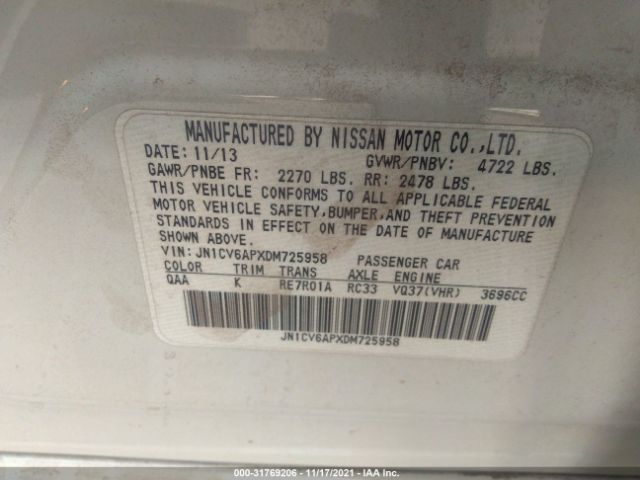 MANUFACTURED BY NISSAN MOTOR CO.,LTD.
DATE: 11/13 GVWR/PNBV: 4722 LBS.
GAWR/PNBE FR: 2270 LBS. RR: 2478 LBS.
THIS VEHICLE CONFORMS TO ALL APPLICABLE FEDERAL
MOTOR VEHICLE SAFETY,BUMPER,AND THEFT PREVENTION
STANDARDS IN EFFECT ON THE DATE OF MANUFACTURE
SHOWN ABOVE.
VIN: JN1CV6APXDM725958 PASSENGER CAR
COLOR TRIM TRANS AXLE ENGINE
QAA K RE7R01A RC33 VQ37(VHR) 3696CC
JN1CV6APXDM725958
000-31769206 - 11/17/2021 - IAA Inc.